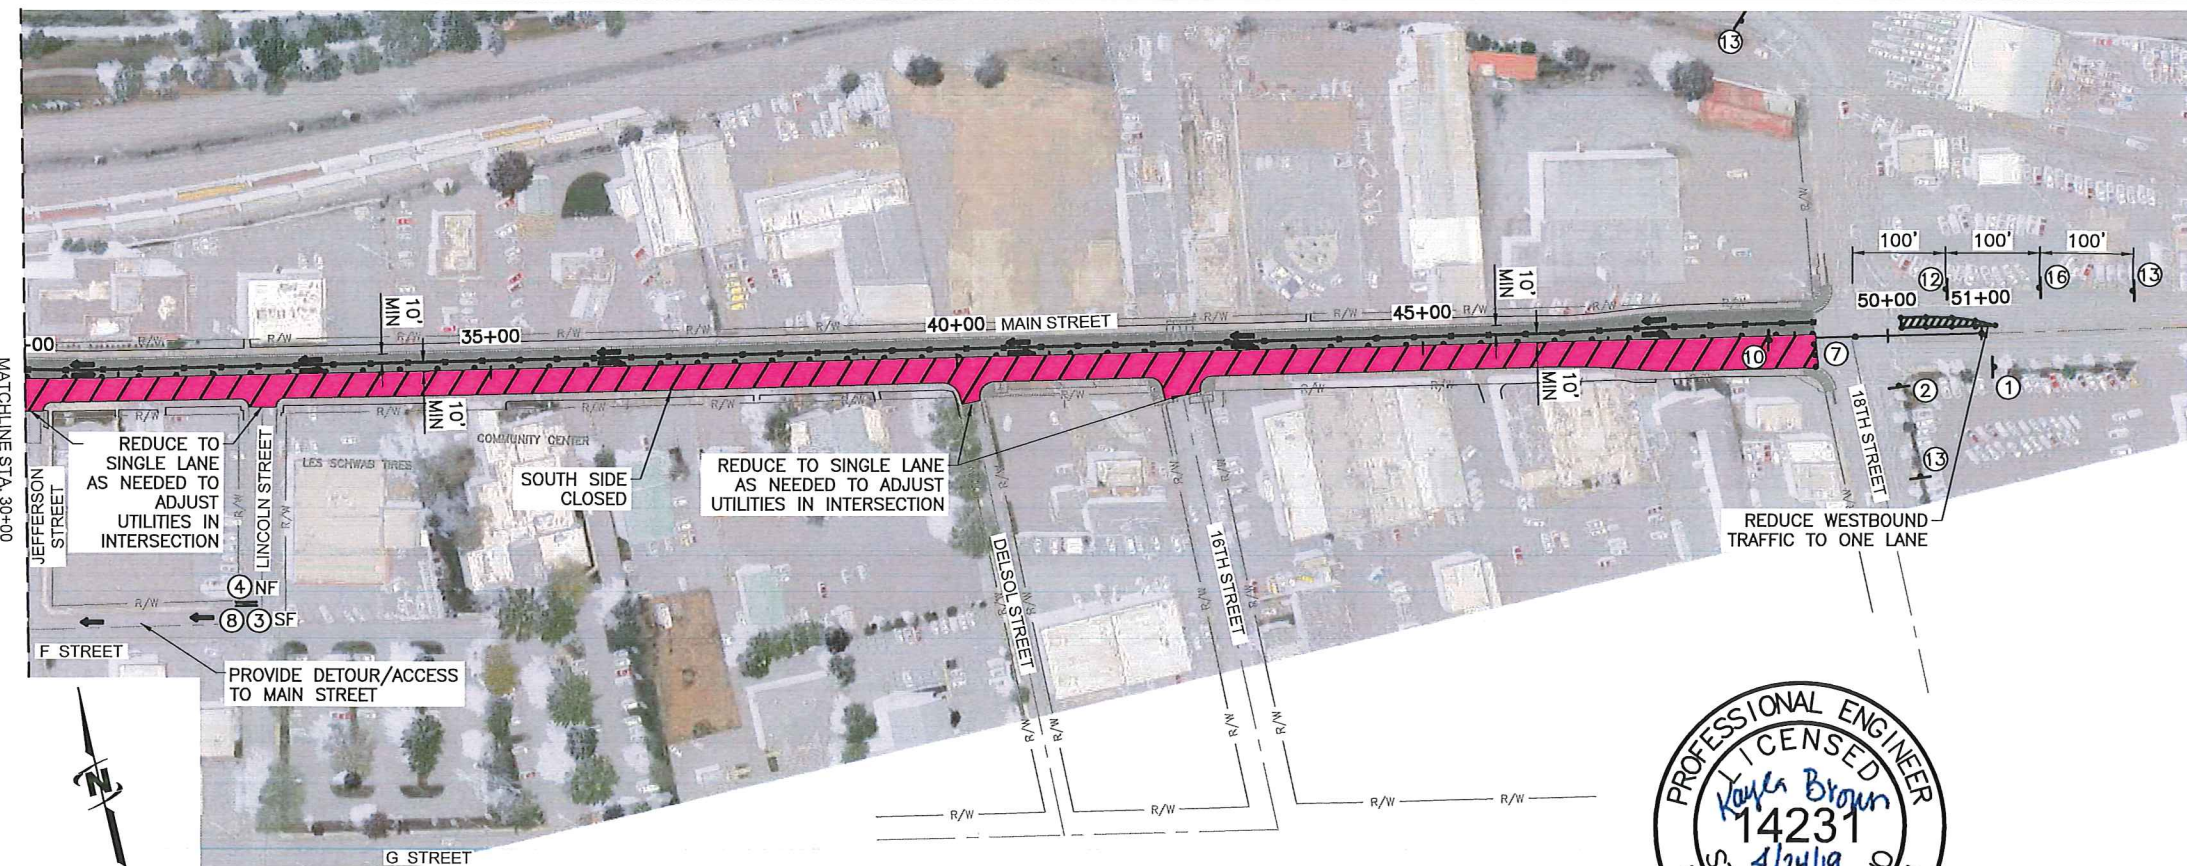 13
100'
100'
100'
12
16
13
50+00
51+00
10' MIN
10' MIN
R/W
R/W
R/W
R/W
R/W
R/W
R/W
R/W
R/W
R/W
-00
35+00
40+00
MAIN STREET
45+00
10
7
10'
MIN
10'
MIN
2
1
13
MATCHLINE STA. 30+00
R/W
R/W
R/W
R/W
R/W
R/W
R/W
REDUCE TO
SINGLE LANE
AS NEEDED TO
ADJUST
UTILITIES IN
INTERSECTION
JEFFERSON
STREET
LINCOLN STREET
R/W
R/W
COMMUNITY CENTER
LES SCHWAB TIRES
SOUTH SIDE
CLOSED
REDUCE TO SINGLE LANE
AS NEEDED TO ADJUST
UTILITIES IN INTERSECTION
DELSOL STREET
16TH STREET
18TH STREET
REDUCE WESTBOUND
TRAFFIC TO ONE LANE
4 NF
8 3 SF
R/W
F STREET
PROVIDE DETOUR/ACCESS
TO MAIN STREET
R/W
R/W
R/W
R/W
R/W
R/W
R/W
R/W
N
G STREET
PROFESSIONAL ENGINEER
LICENSED
Kayla Brown
14231